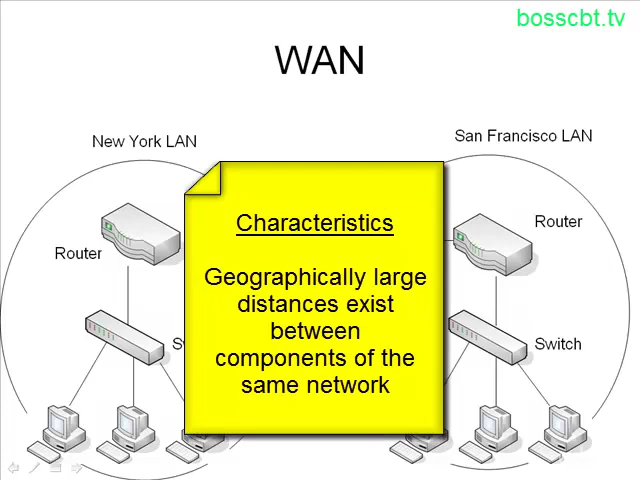 bosscbt.tv
WAN
New York LAN
San Francisco LAN
Characteristics
Router
Router
Geographically large
distances exist
between
components of the
same network
Switch